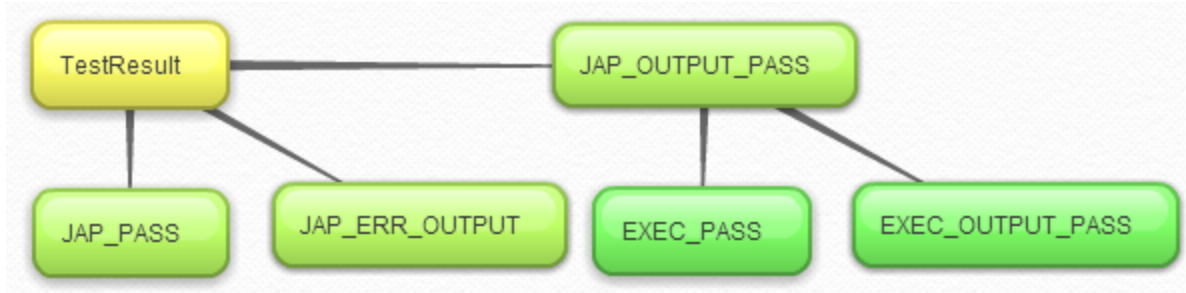 TestResult
JAP_OUTPUT_PASS
JAP_PASS
JAP_ERR_OUTPUT
EXEC_PASS
EXEC_OUTPUT_PASS